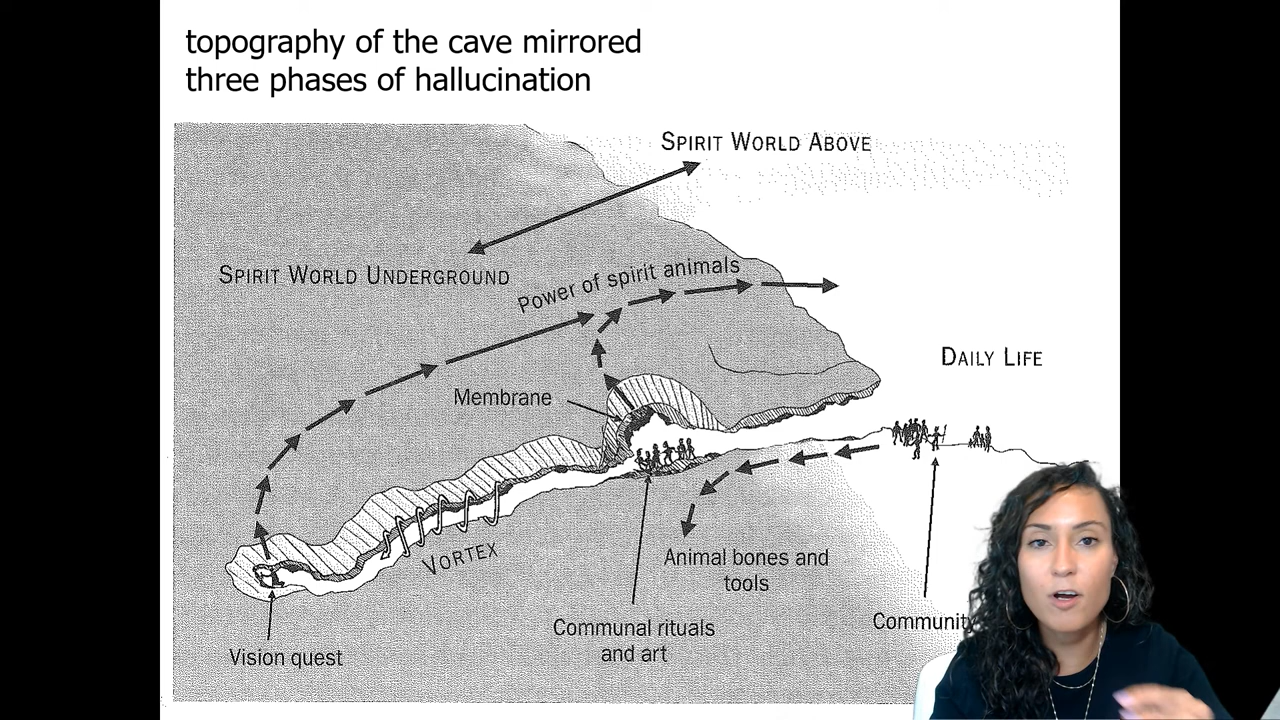 topography of the cave mirrored
three phases of hallucination
SPIRIT WORLD ABOVE
SPIRIT WORLD UNDERGROUND
Power of spirit animals
DAILY LIFE
Membrane
VORTEX
Animal bones and
tools
Communal rituals
and art
Communit
Vision quest